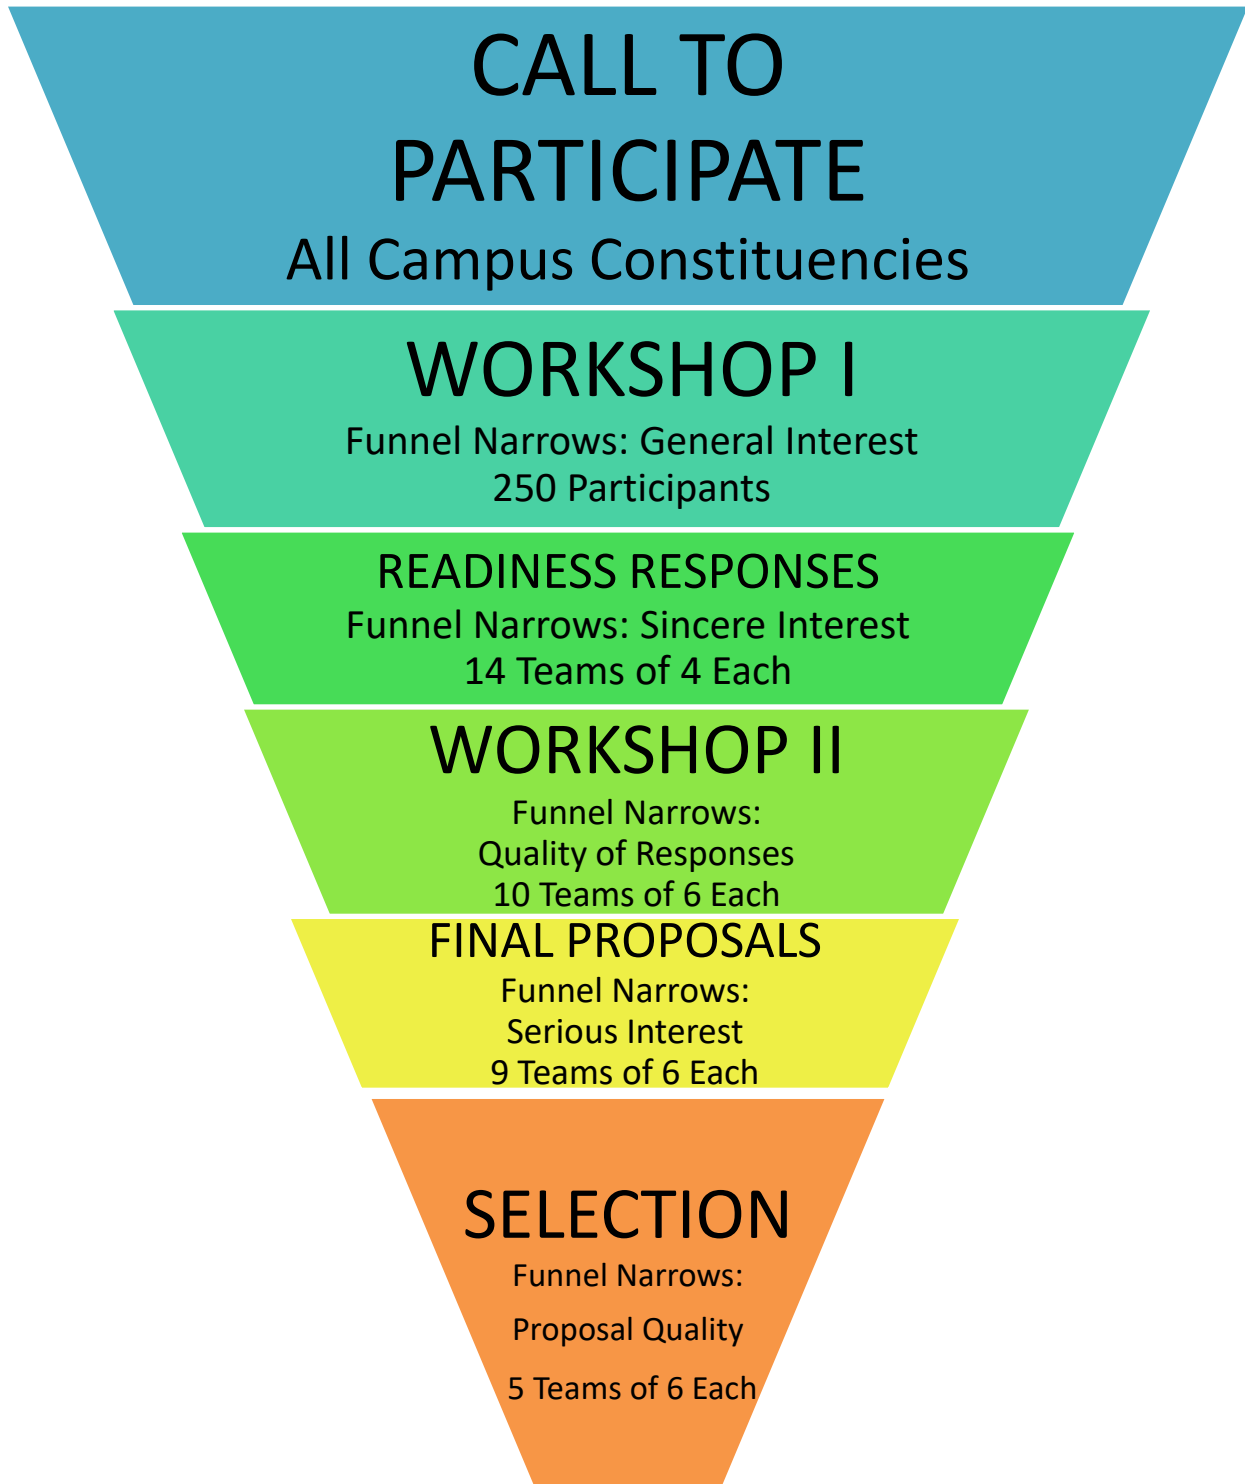 CALL TO
PARTICIPATE
All Campus Constituencies
WORKSHOP I
Funnel Narrows: General Interest
250 Participants
READINESS RESPONSES
Funnel Narrows: Sincere Interest
14 Teams of 4 Each
WORKSHOP II
Funnel Narrows:
Quality of Responses
10 Teams of 6 Each
FINAL PROPOSALS
Funnel Narrows:
Serious Interest
9 Teams of 6 Each
SELECTION
Funnel Narrows:
Proposal Quality
5 Teams of 6 Each